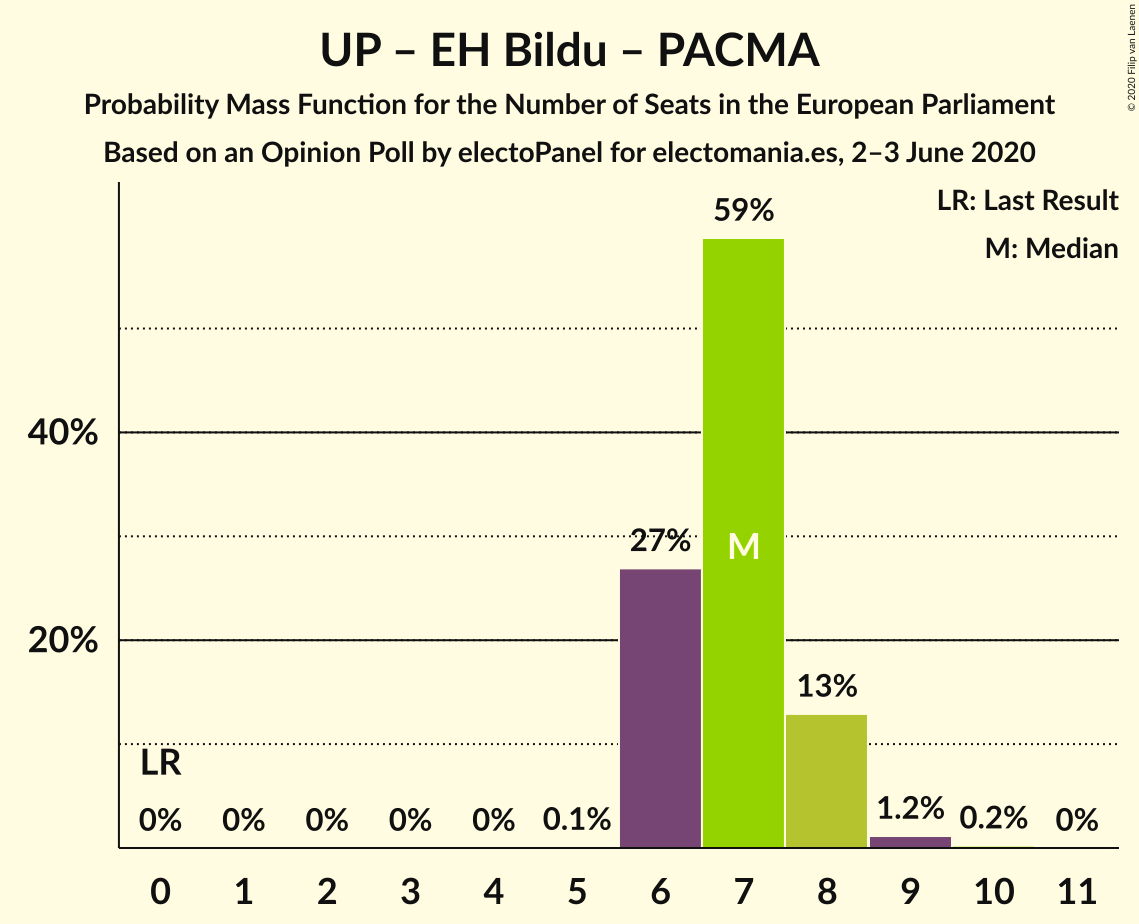 UP – EH Bildu – PACMA
Probability Mass Function for the Number of Seats in the European Parliament
Based on an Opinion Poll by electoPanel for electomania.es, 2–3 June 2020
© 2020 Filip van Laenen
LR: Last Result
M: Median
59%
40%
27%
M
20%
13%
LR
0% 0% 0% 0% 0% 0.1% 1.2% 0.2% 0%
0 1 2 3 4 5 6 7 8 9 10 11